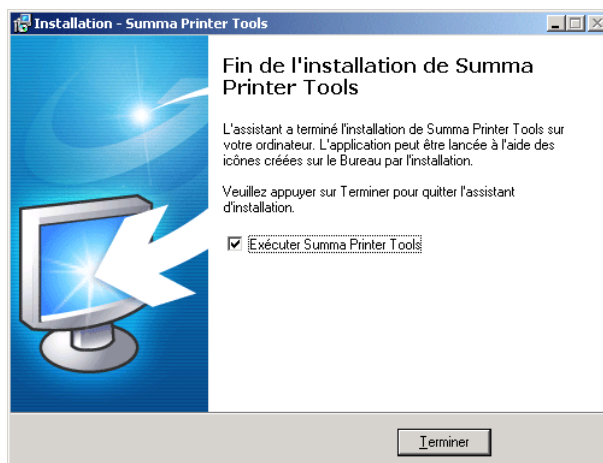 Installation - Summa Printer Tools
Fin de l'installation de Summa
Printer Tools
L'assistant a terminé l'installation de Summa Printer Tools sur
votre ordinateur. L'application peut être lancée à l'aide des
icônes créées sur le Bureau par l'installation.
Veuillez appuyer sur Terminer pour quitter l'assistant
d'installation.
Exécuter Summa Printer Tools
Terminer